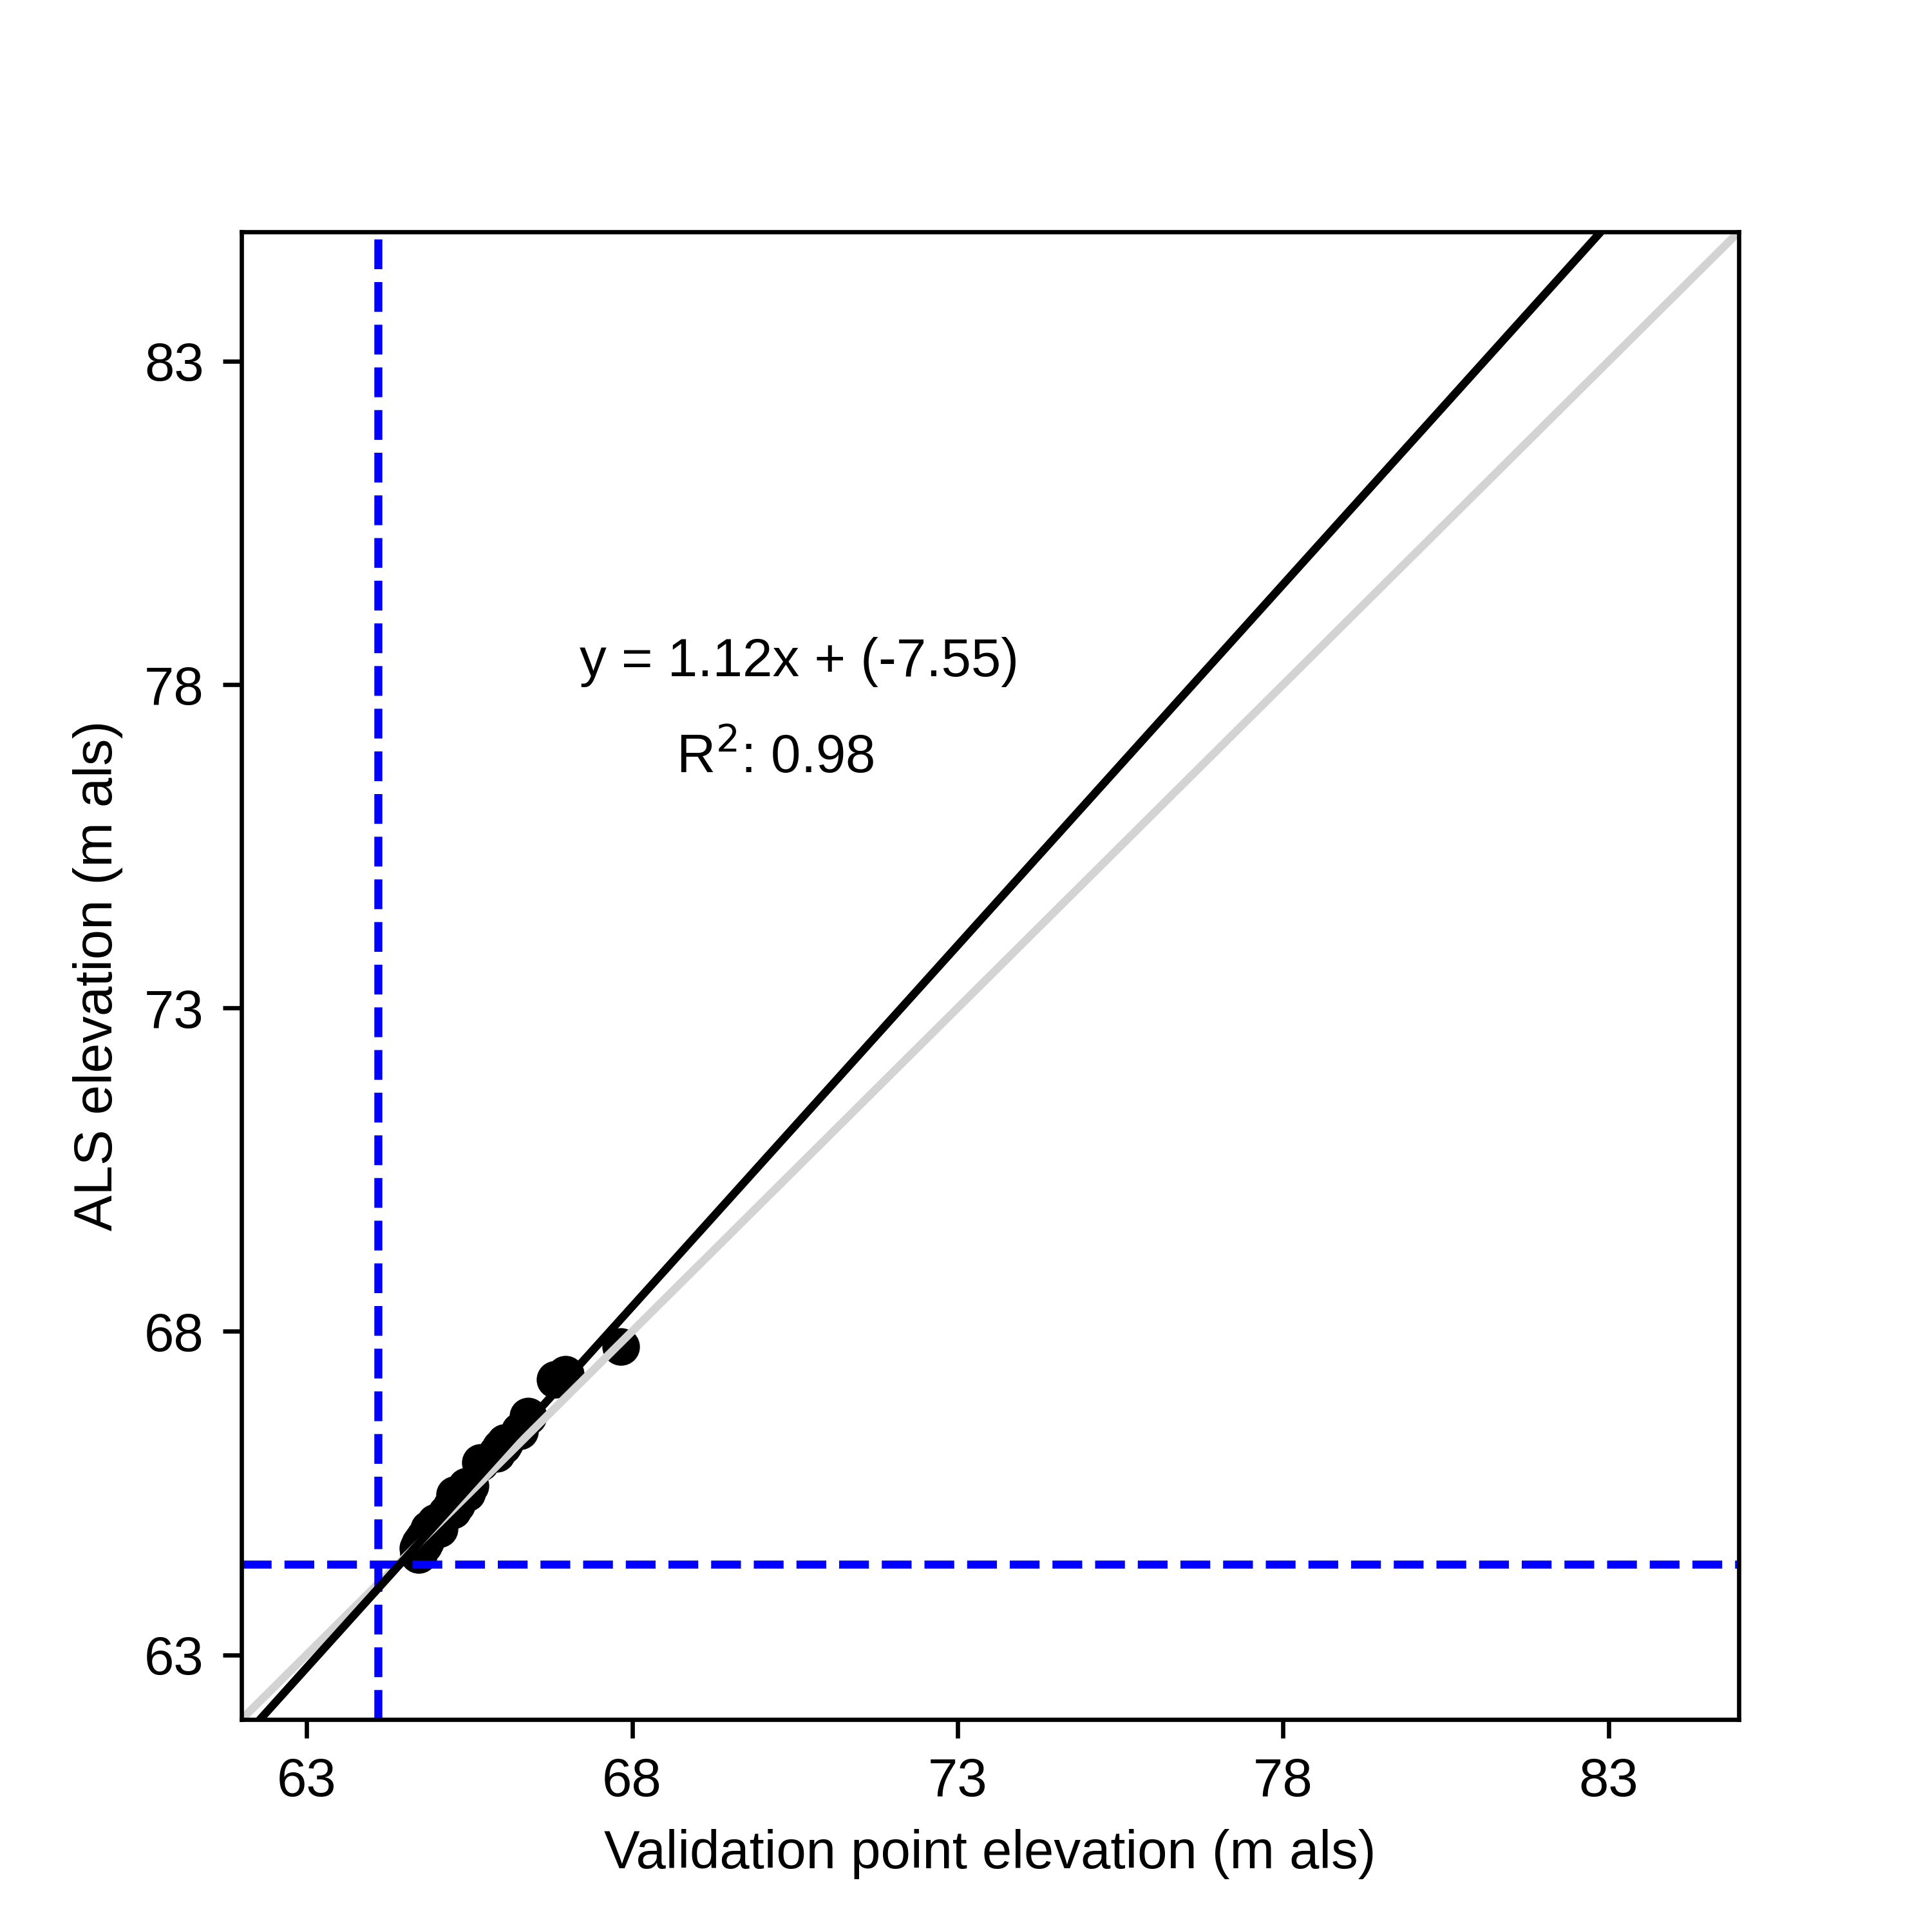 83
78
73
68
63
ALS elevation (m als)
y = 1.12x + (-7.55)
R²: 0.98
63 68 73 78 83
Validation point elevation (m als)